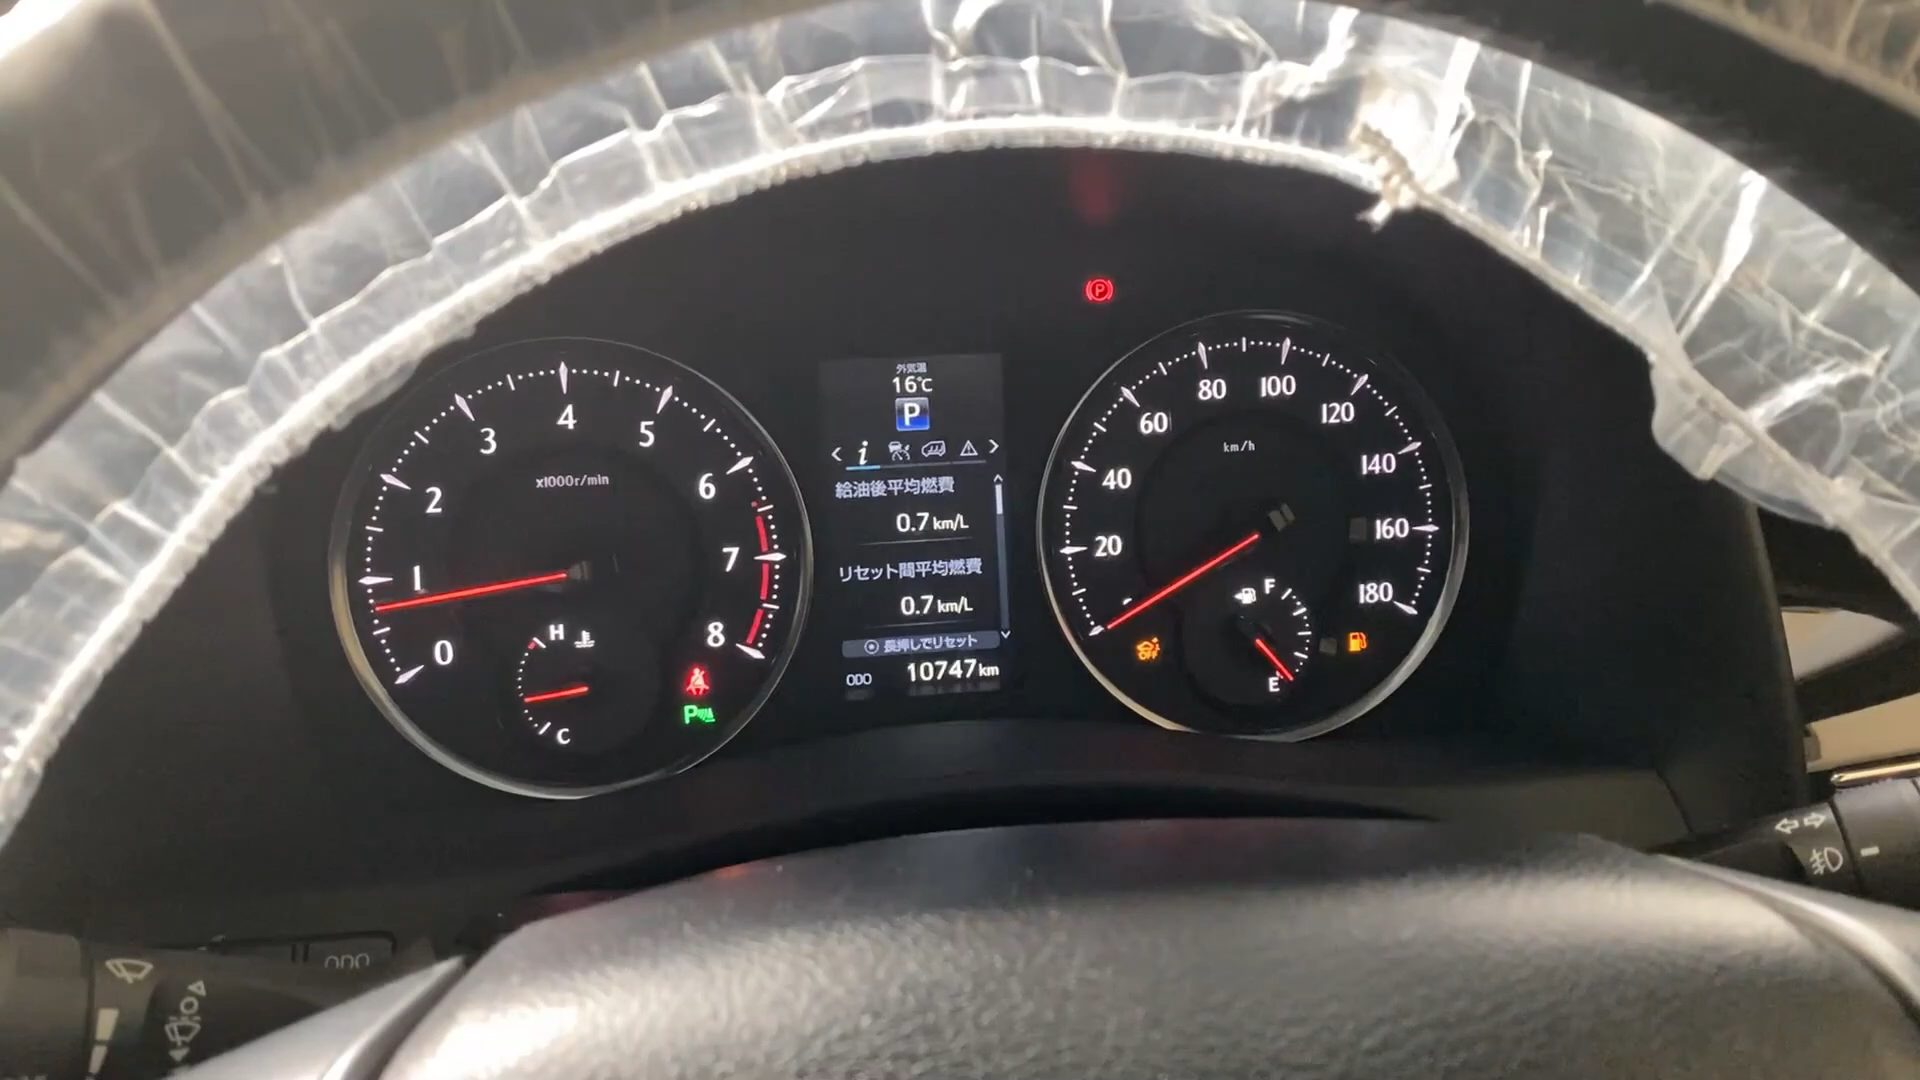 0
1
2
3
4
5
6
7
8
x1000r/min
H
C
P
外気温
16℃
P
i
給油後平均燃費
0.7 km/L
リセット間平均燃費
0.7 km/L
長押しでリセット
ODO 10747 km
P
20
40
60
80
100
120
140
160
180
km/h
F
E
OFF
ODO